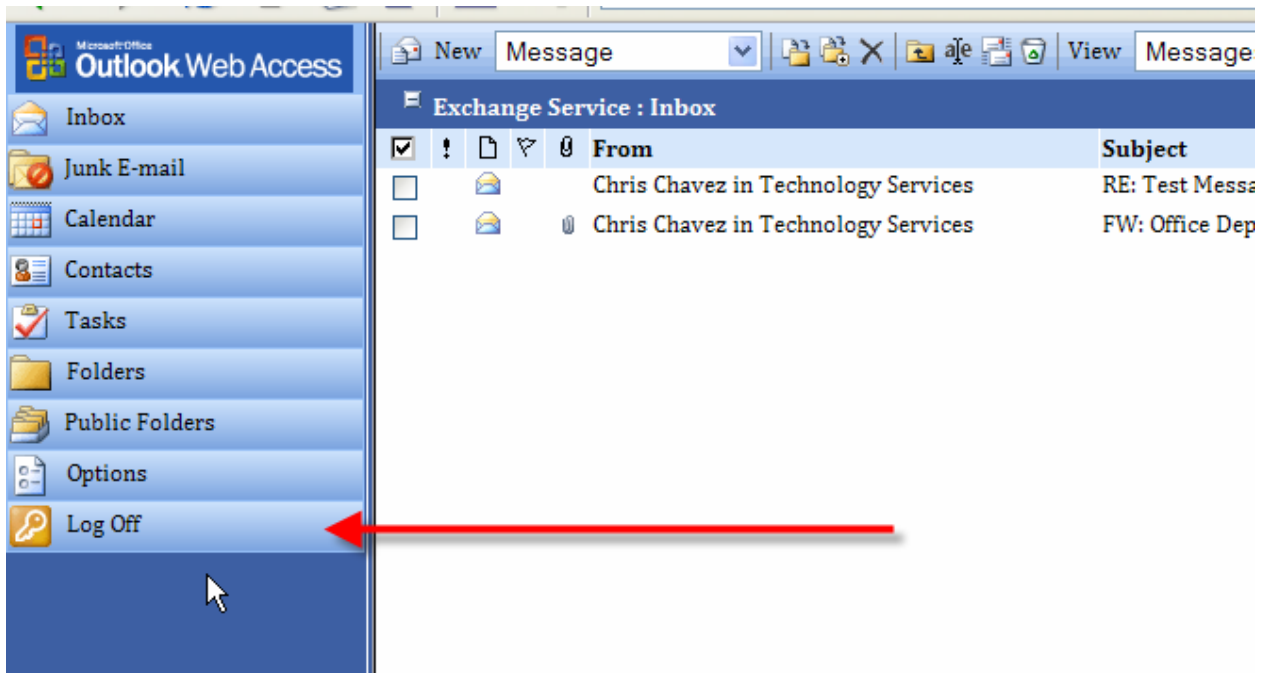 Microsoft Office
Outlook Web Access
New Message View Message
Inbox
Junk E-mail
Calendar
Contacts
Tasks
Folders
Public Folders
Options
Log Off
Exchange Service : Inbox
! From Subject
Chris Chavez in Technology Services RE: Test Messa
Chris Chavez in Technology Services FW: Office Dep